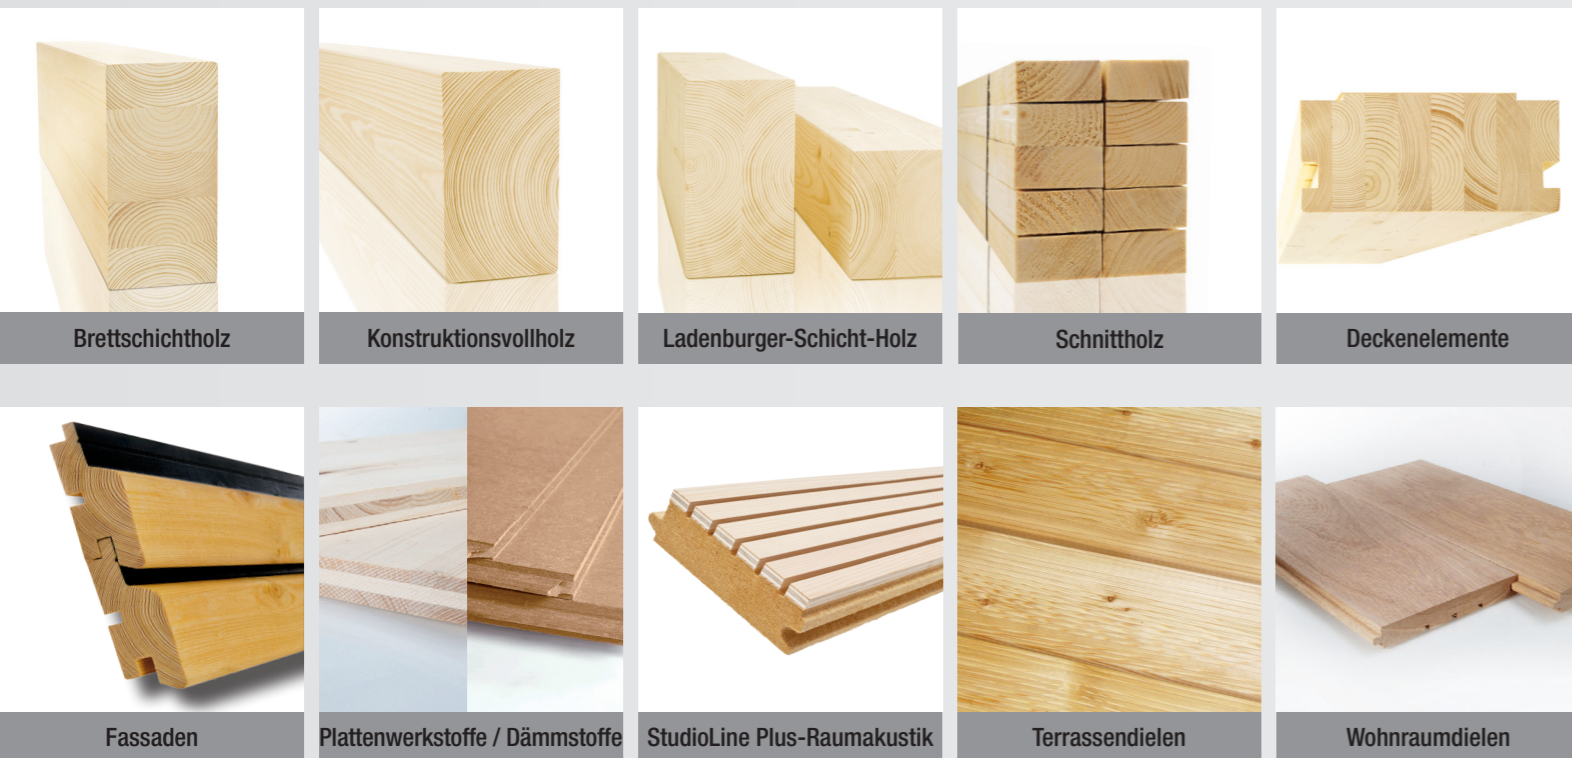 Brettschichtholz
Konstruktionsvollholz
Ladenburger-Schicht-Holz
Schnittholz
Deckenelemente
Fassaden
Plattenwerkstoffe / Dämmstoffe
StudioLine Plus-Raumakustik
Terrassendielen
Wohnraumdielen